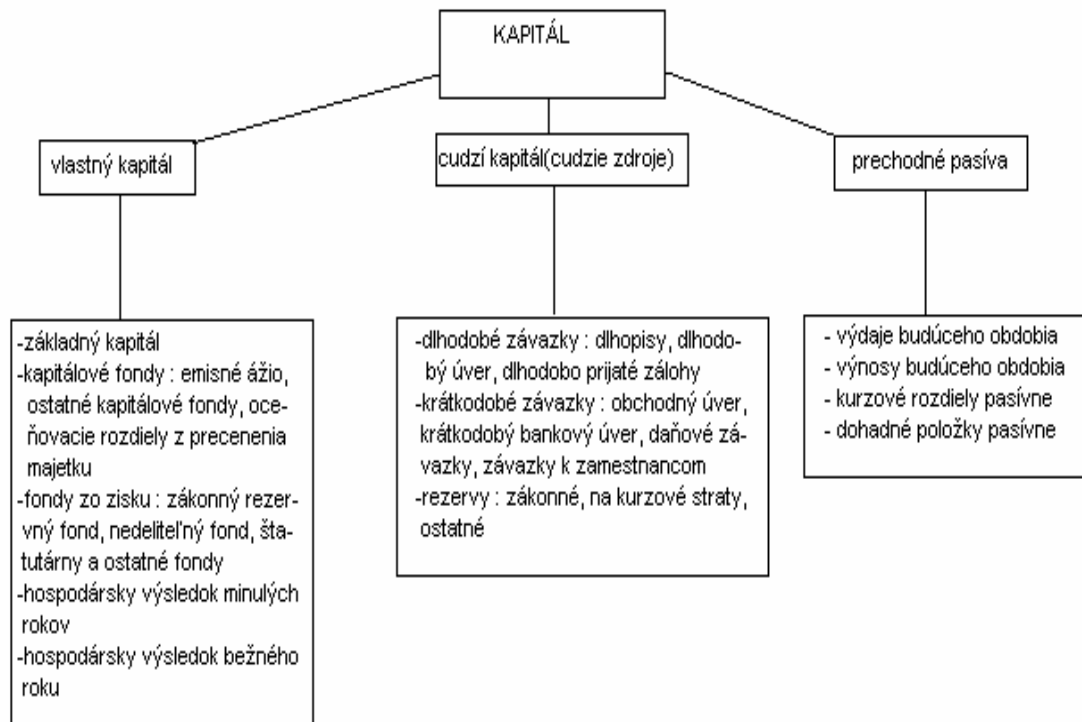 KAPITÁL
vlastný kapitál
cudzí kapitál(cudzie zdroje)
prechodné pasíva
-základný kapitál
-kapitálové fondy : emisné ážio,
ostatné kapitálové fondy, oce-
ňovacie rozdiely z precenenia
majetku
-fondy zo zisku : zákonný rezer-
vný fond, nedeliteľný fond, šta-
tutárny a ostatné fondy
-hospodársky výsledok minulých
rokov
-hospodársky výsledok bežného
roku
-dlhodobé závazky : dlhopisy, dlhodo-
bý úver, dlhodobo prijaté zálohy
-krátkodobé závazky : obchodný úver,
krátkodobý bankový úver, daňové zá-
vazky, závazky k zamestnancom
-rezervy : zákonné, na kurzové straty,
ostatné
- výdaje budúceho obdobia
- výnosy budúceho obdobia
- kurzové rozdiely pasívne
- dohadné položky pasívne